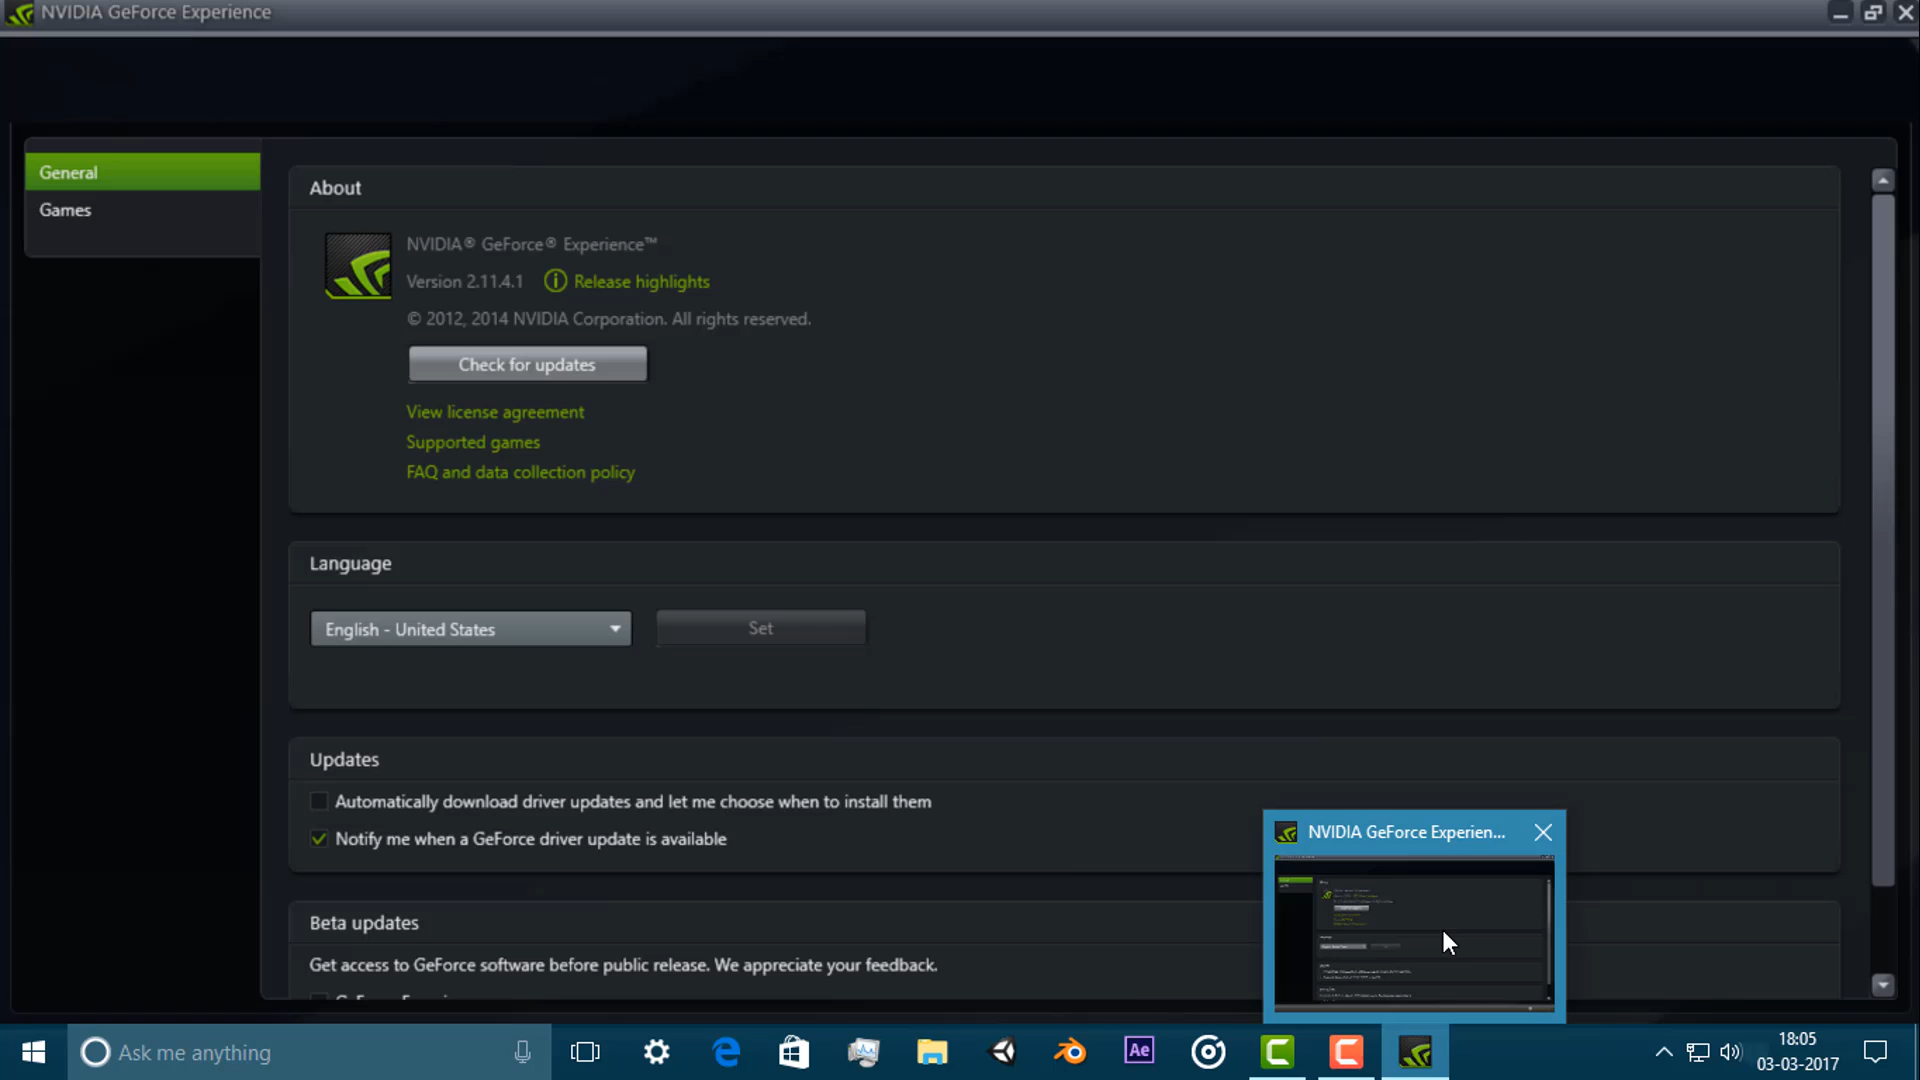 NVIDIA GeForce Experience
General
Games
About
NVIDIA® GeForce® Experience™
Version 2.11.4.1 Release highlights
© 2012, 2014 NVIDIA Corporation. All rights reserved.
Check for updates
View license agreement
Supported games
FAQ and data collection policy
Language
English - United States Set
Updates
Automatically download driver updates and let me choose when to install them
Notify me when a GeForce driver update is available
Beta updates
Get access to GeForce software before public release. We appreciate your feedback.
NVIDIA GeForce Experien...
Ask me anything
Ae
18:05
03-03-2017